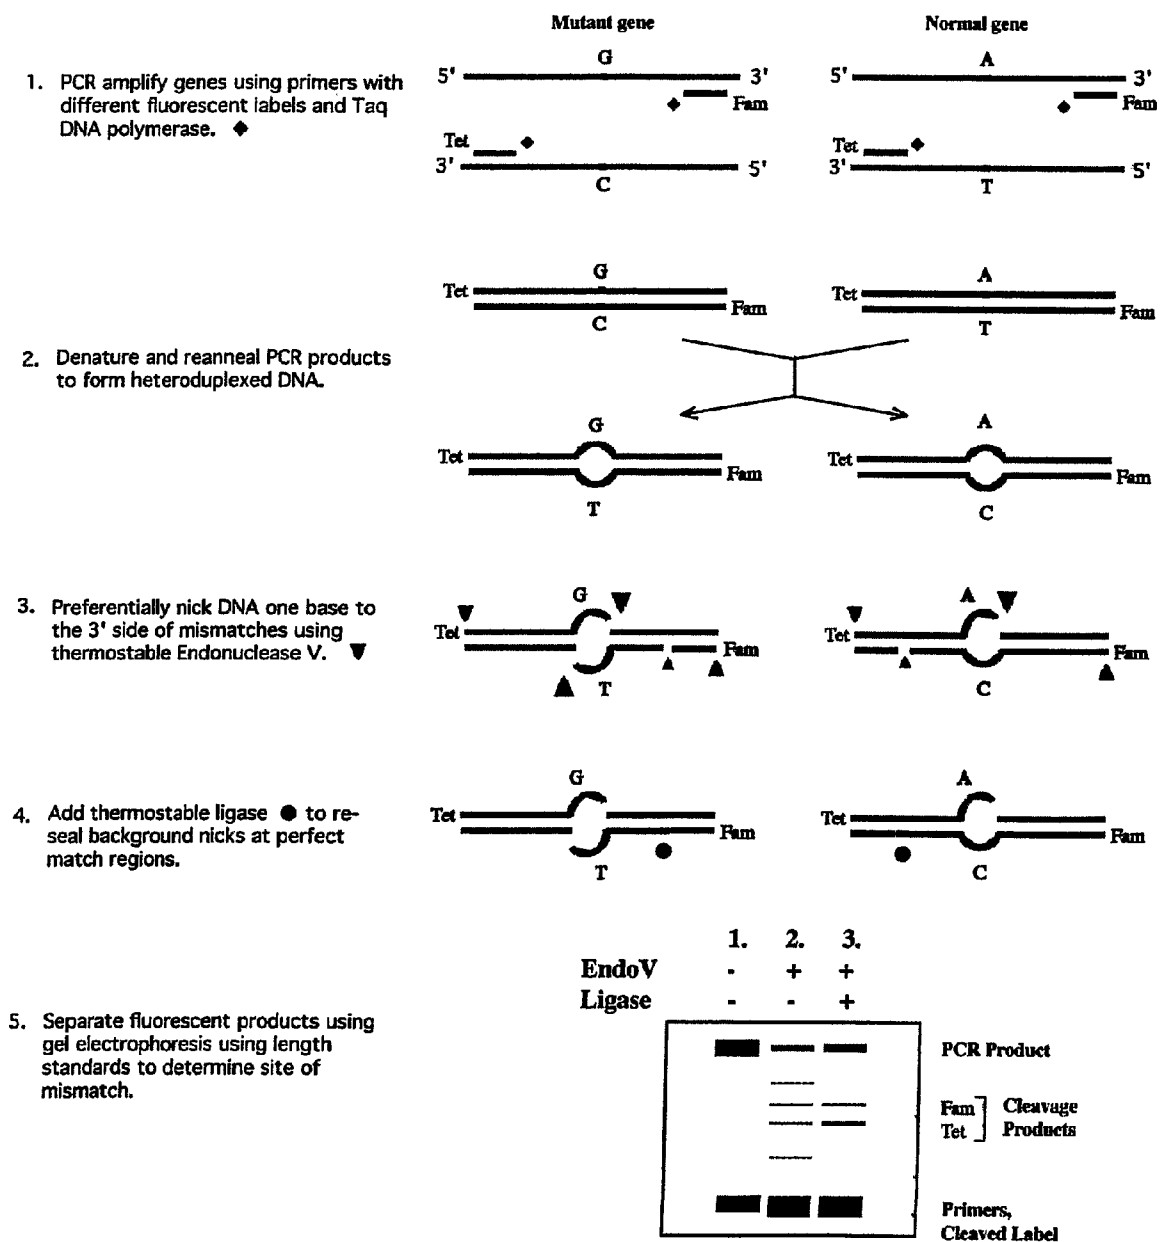 Mutant gene
Normal gene
1. PCR amplify genes using primers with
different fluorescent labels and Taq
DNA polymerase.
G
5' 3'
Fam
Tet
3' 5'
C
A
5' 3'
Fam
Tet
3' 5'
T
G
Tet
Fam
C
A
Tet
Fam
T
2. Denature and reanneal PCR products
to form heteroduplexed DNA.
G
Tet
Fam
T
A
Tet
Fam
C
3. Preferentially nick DNA one base to
the 3' side of mismatches using
thermostable Endonuclease V.
G
Tet
Fam
T
A
Tet
Fam
C
4. Add thermostable ligase to re-
seal background nicks at perfect
match regions.
G
Tet
Fam
T
A
Tet
Fam
C
5. Separate fluorescent products using
gel electrophoresis using length
standards to determine site of
mismatch.
1. 2. 3.
EndoV - + +
Ligase - - +
PCR Product
Fam Cleavage
Tet Products
Primers,
Cleaved Label